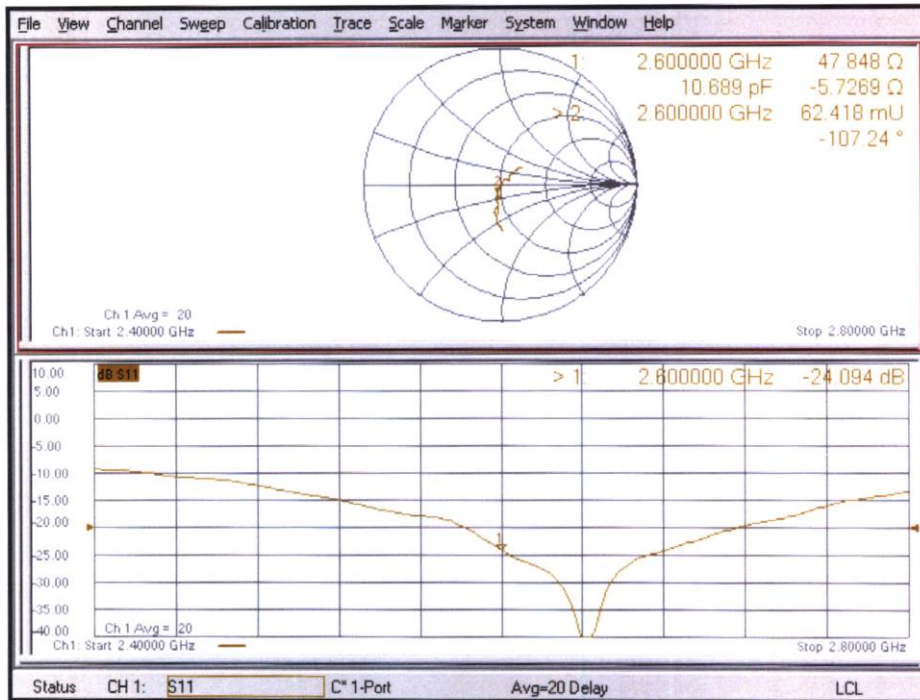 File View Channel Sweep Calibration Trace Scale Marker System Window Help
1: 2.600000 GHz 47.848 Ω
10.689 pF -5.7269 Ω
> 2: 2.600000 GHz 62.418 mU
-107.24 °
Ch 1 Avg = 20
Ch1: Start 2.40000 GHz Stop 2.80000 GHz
10.00 dB S11 > 1: 2.600000 GHz -24.094 dB
5.00
0.00
-5.00
-10.00
-15.00
-20.00
-25.00
1
-30.00
-35.00
-40.00
Ch 1 Avg = 20
Ch1: Start 2.40000 GHz Stop 2.80000 GHz
Status CH 1: S11 C* 1-Port Avg=20 Delay LCL